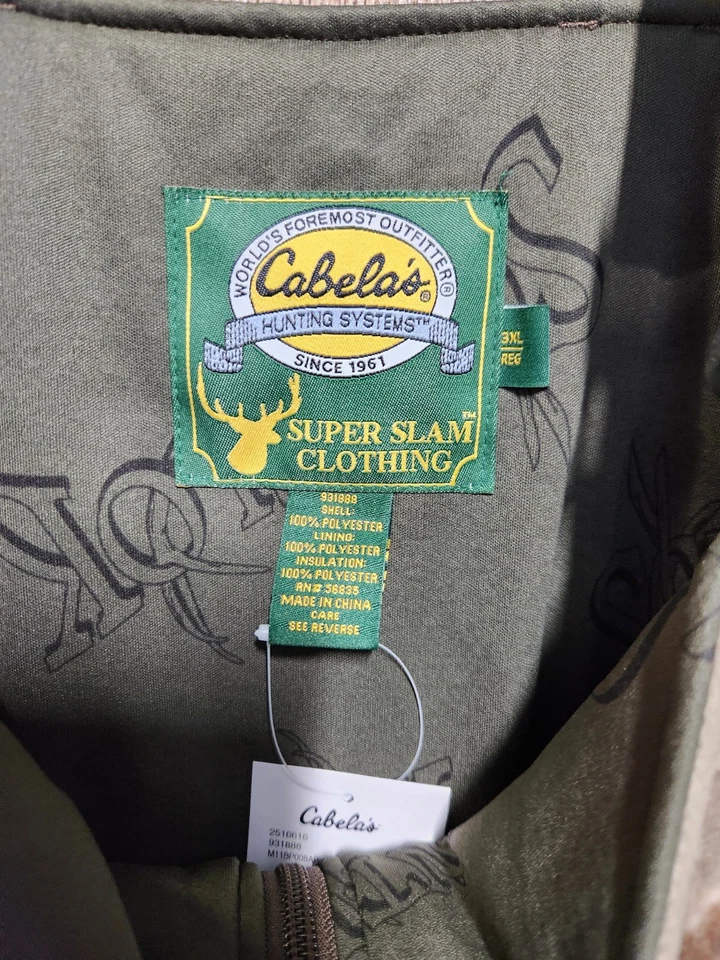 WORLD'S FOREMOST OUTFITTER®
Cabela's®
HUNTING SYSTEMS™
SINCE 1961
SUPER SLAM™
CLOTHING
3XL
REG
931888
SHELL:
100% POLYESTER
LINING:
100% POLYESTER
INSULATION:
100% POLYESTER
RN# 56835
MADE IN CHINA
CARE
SEE REVERSE
Cabela's
2516616
931888